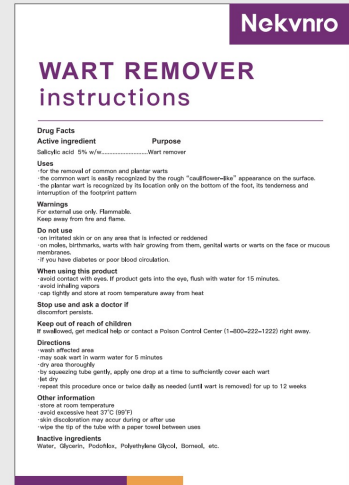 Nekvnro
WART REMOVER
instructions
Drug Facts
Active ingredient Purpose
Salicylic acid 5% w/w..............................Wart remover
Uses
·for the removal of common and plantar warts
·the common wart is easily recognized by the rough "cauliflower-like" appearance on the surface.
·the plantar wart is recognized by its location only on the bottom of the foot, its tenderness and
interruption of the footprint pattern
Warnings
For external use only. Flammable.
Keep away from fire and flame.
Do not use
·on irritated skin or on any area that is infected or reddened
·on moles, birthmarks, warts with hair growing from them, genital warts or warts on the face or mucous
membranes.
·if you have diabetes or poor blood circulation.
When using this product
·avoid contact with eyes. If product gets into the eye, flush with water for 15 minutes.
·avoid inhaling vapors
·cap tightly and store at room temperature away from heat
Stop use and ask a doctor if
discomfort persists.
Keep out of reach of children
If swallowed, get medical help or contact a Poison Control Center (1-800-222-1222) right away.
Directions
·wash affected area
·may soak wart in warm water for 5 minutes
·dry area thoroughly
·by squeezing tube gently, apply one drop at a time to sufficiently cover each wart
·let dry
·repeat this procedure once or twice daily as needed (until wart is removed) for up to 12 weeks
Other information
·store at room temperature
·avoid excessive heat 37°C (99°F)
·skin discoloration may occur during or after use
·wipe the tip of the tube with a paper towel between uses
Inactive ingredients
Water, Glycerin, Podofilox, Polyethylene Glycol, Borneol, etc.